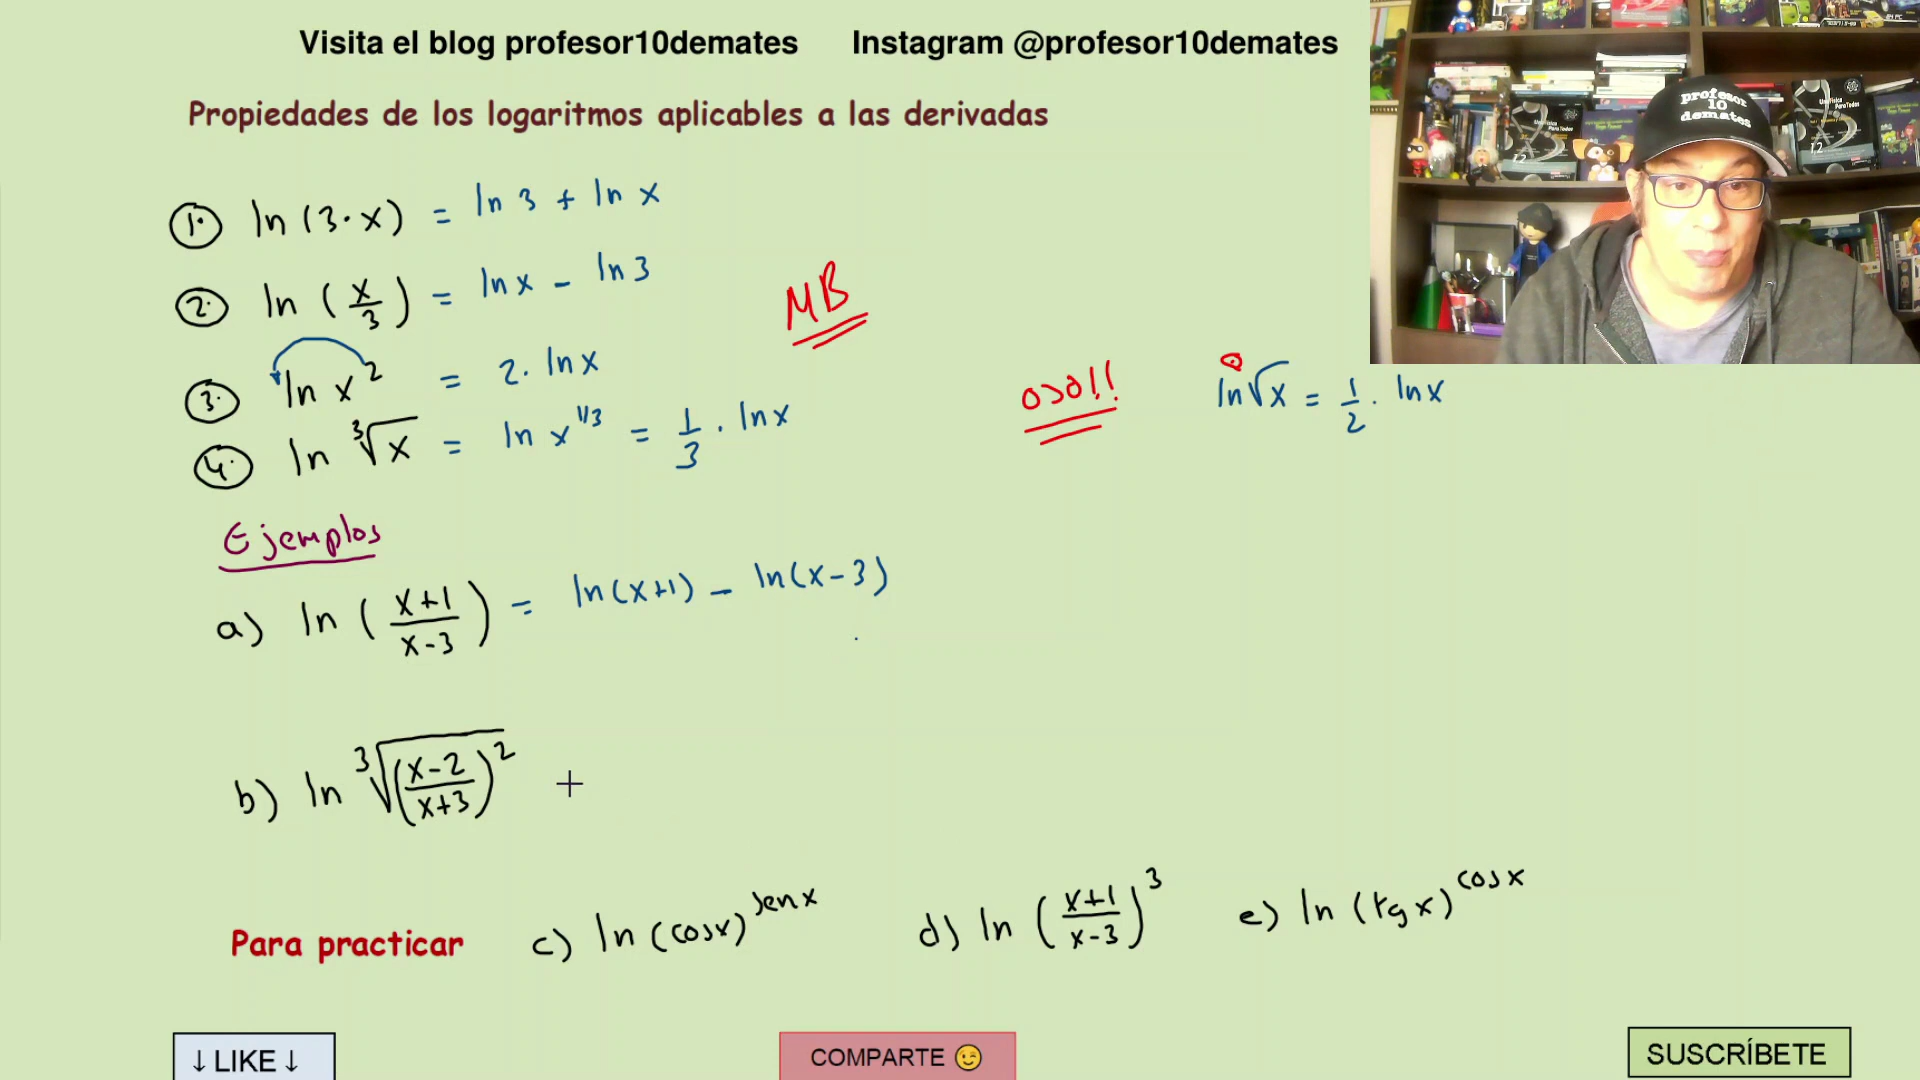 Visita el blog profesor10demates Instagram @profesor10demates
Propiedades de los logaritmos aplicables a las derivadas
profesor
10
demates
1. ln (3·x) = ln 3 + ln x
2. ln (x/3) = ln x - ln 3
MB
3. ln x² = 2· ln x
ojo!! ln√x = 1/2 · ln x
4. ln ∛x = ln x^1/3 = 1/3 · ln x
Ejemplos
a) ln ( (x+1)/(x-3) ) = ln(x+1) - ln(x-3)
b) ln ∛((x-2)/(x+3))²
Para practicar c) ln (cosx)^senx d) ln ((x+1)/(x-3))³ e) ln (tg x)^cosx
↓ LIKE ↓ COMPARTE 😉 SUSCRÍBETE